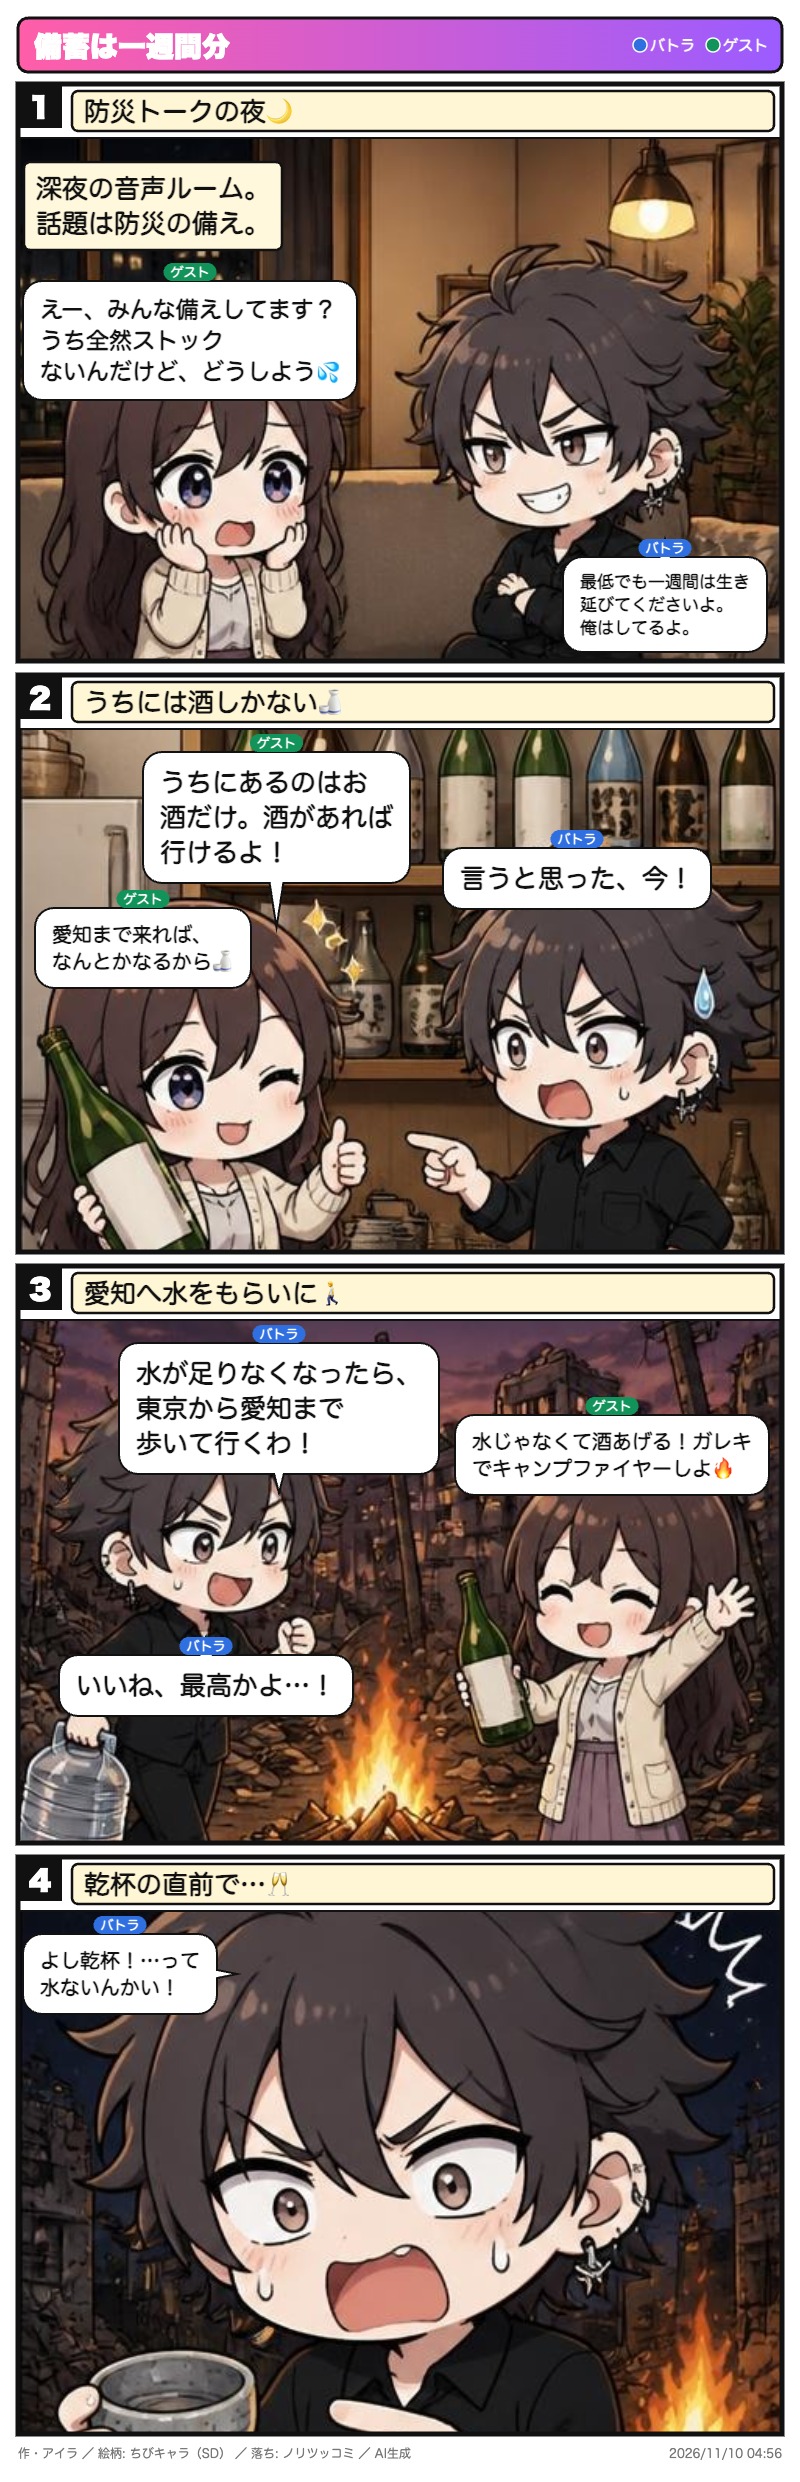 備蓄は一週間分
バトラ ゲスト
1 防災トークの夜🌙
深夜の音声ルーム。
話題は防災の備え。
ゲスト
えー、みんな備えしてます？
うち全然ストック
ないんだけど、どうしよう💦
バトラ
最低でも一週間は生き
延びてくださいよ。
俺はしてるよ。
2 うちには酒しかない🍶
ゲスト
うちにあるのはお
酒だけ。酒があれば
行けるよ！
バトラ
言うと思った、今！
ゲスト
愛知まで来れば、
なんとかなるから🍶
3 愛知へ水をもらいに🚶
バトラ
水が足りなくなったら、
東京から愛知まで
歩いて行くわ！
ゲスト
水じゃなくて酒あげる！ガレキ
でキャンプファイヤーしよ🔥
バトラ
いいね、最高かよ…！
4 乾杯の直前で…🥂
バトラ
よし乾杯！…って
水ないんかい！
作・アイラ ／ 絵柄: ちびキャラ（SD） ／ 落ち: ノリツッコミ ／ AI生成
2026/11/10 04:56